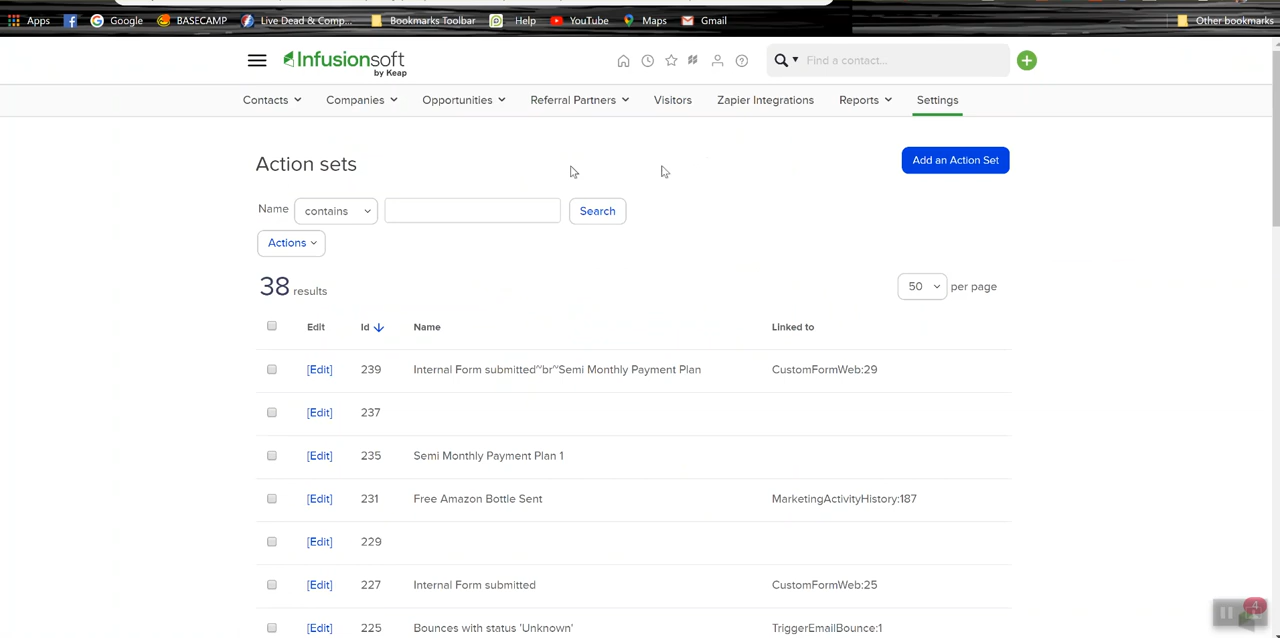 Apps Google BASECAMP Live Dead & Comp... Bookmarks Toolbar Help YouTube Maps Gmail Other bookmarks
Infusionsoft
by Keap
Find a contact...
Contacts Companies Opportunities Referral Partners Visitors Zapier Integrations Reports Settings
Action sets
Add an Action Set
Name contains Search
Actions
38 results
50 per page
Edit Id Name Linked to
[Edit] 239 Internal Form submitted~br~Semi Monthly Payment Plan CustomFormWeb:29
[Edit] 237
[Edit] 235 Semi Monthly Payment Plan 1
[Edit] 231 Free Amazon Bottle Sent MarketingActivityHistory:187
[Edit] 229
[Edit] 227 Internal Form submitted CustomFormWeb:25
[Edit] 225 Bounces with status 'Unknown' TriggerEmailBounce:1
4